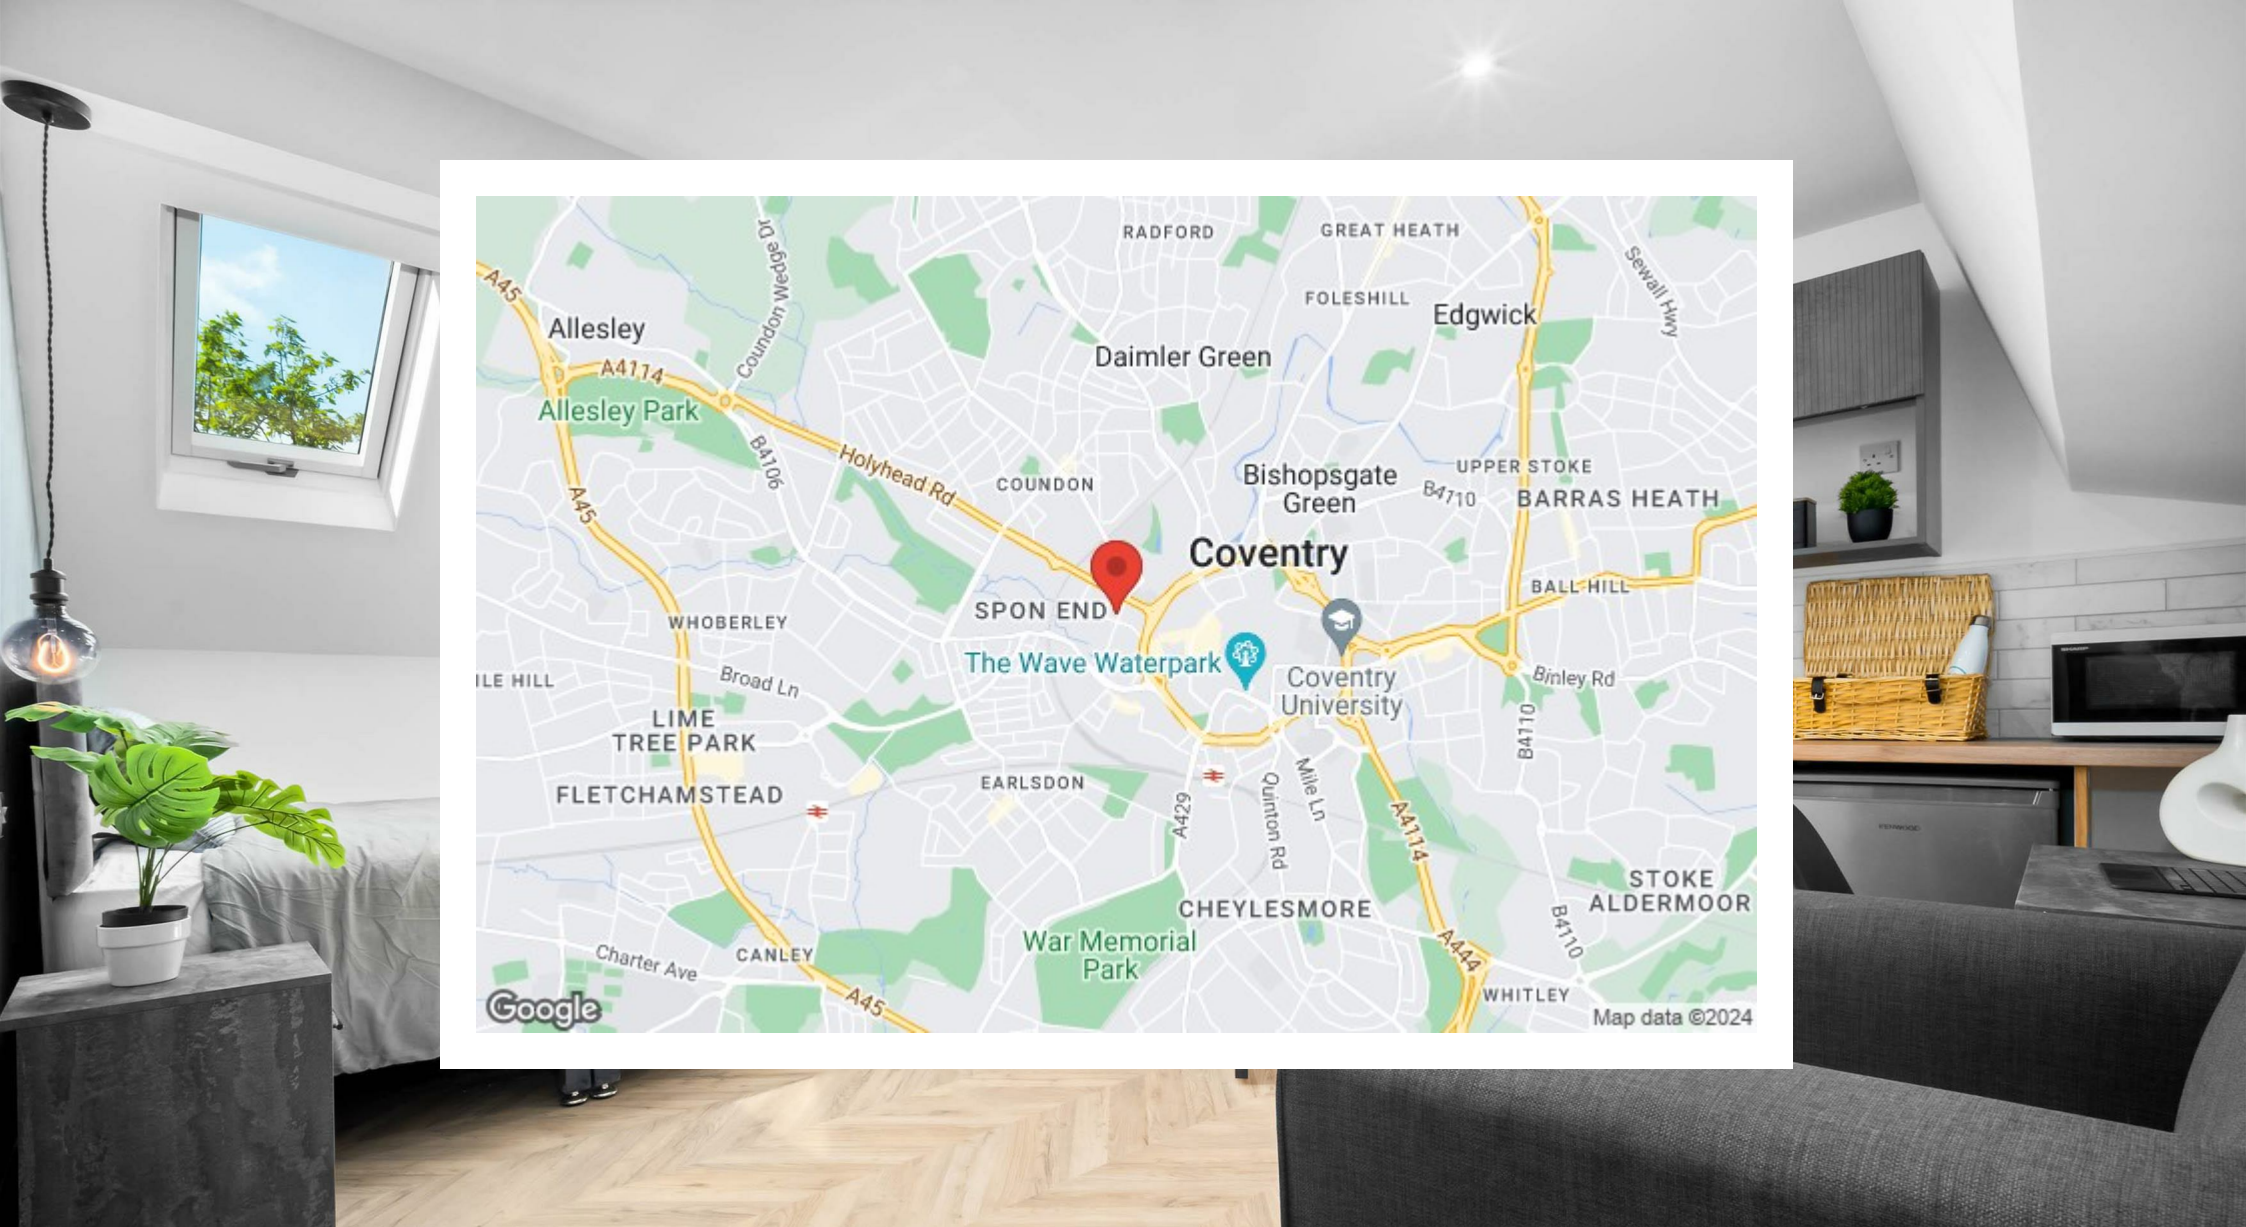 RADFORD
GREAT HEATH
Coundon Wedge Dr
Sewall Hwy
A45
FOLESHILL
Edgwick
Allesley
Daimler Green
A4114
Allesley Park
B4106
Holyhead Rd
COUNDON
Bishopsgate
Green
UPPER STOKE
B4710
BARRAS HEATH
A45
Coventry
BALL HILL
SPON END
WHOBERLEY
The Wave Waterpark
Coventry
University
Binley Rd
ILE HILL
Broad Ln
LIME
TREE PARK
B4110
FLETCHAMSTEAD
EARLSDON
A429
Quinton Rd
Mile Ln
A4114
STOKE
ALDERMOOR
CHEYLESMORE
War Memorial
Park
B4110
A444
Charter Ave
CANLEY
A45
WHITLEY
Google
Map data ©2024
KENWOOD